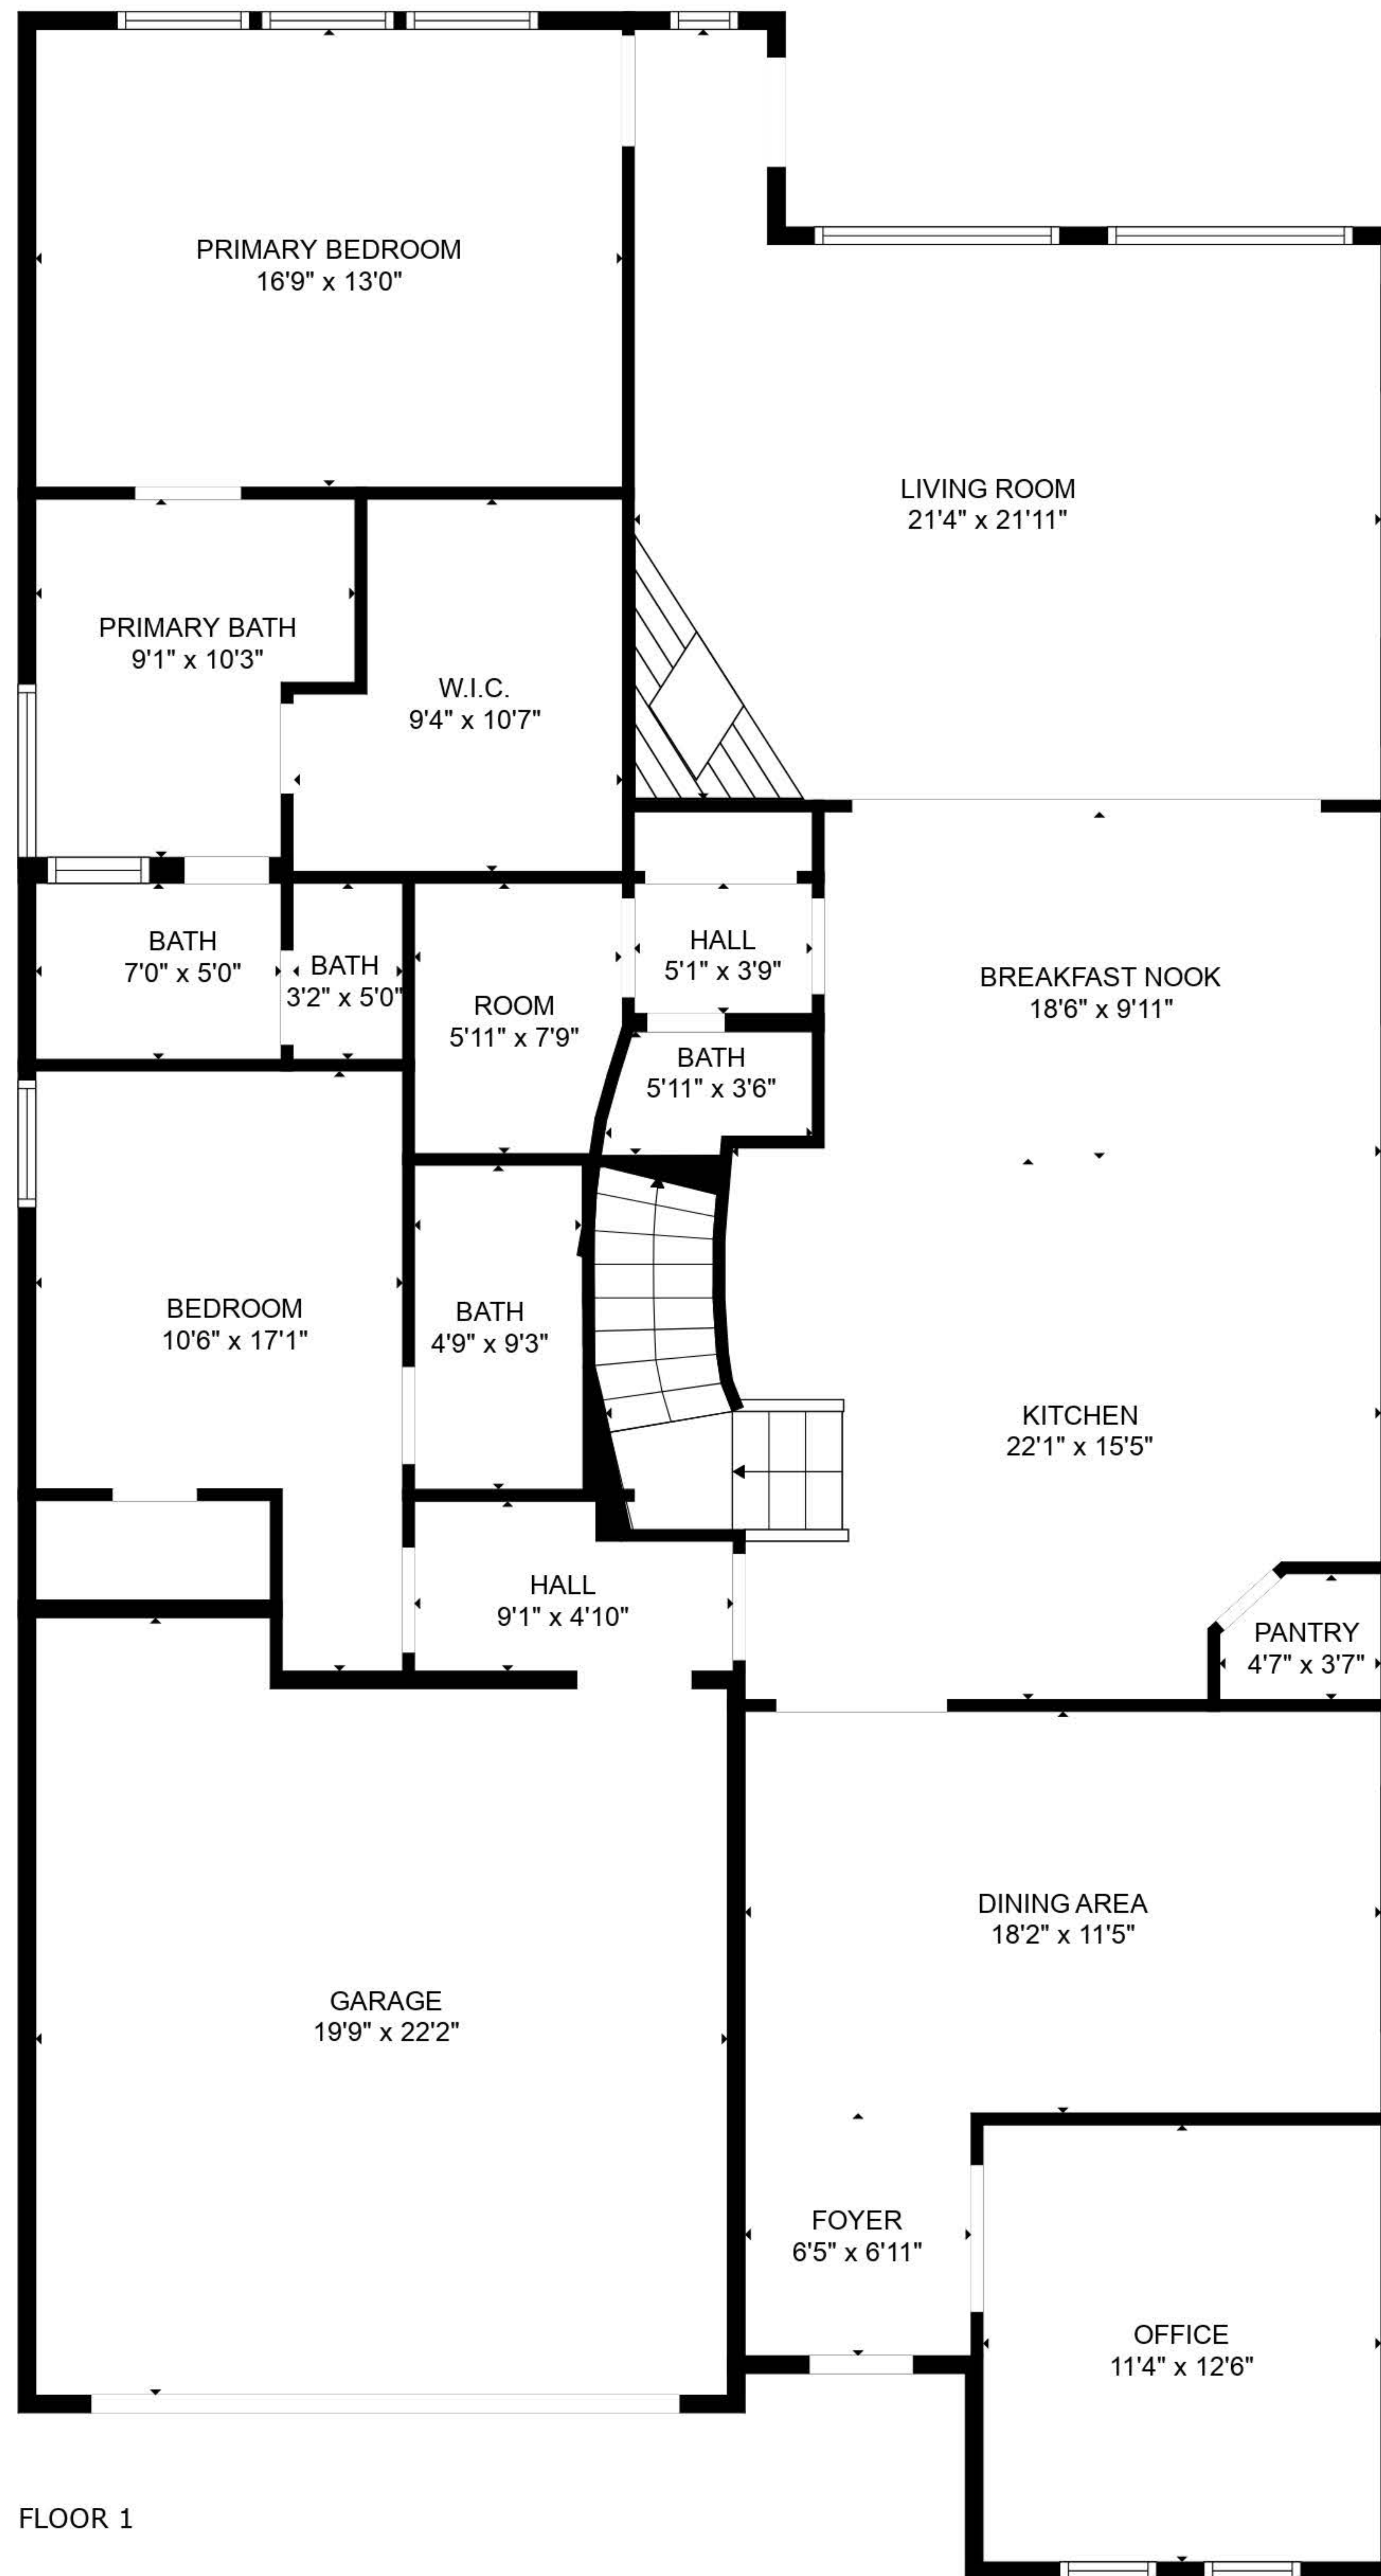 PRIMARY BEDROOM
16'9" x 13'0"
LIVING ROOM
21'4" x 21'11"
PRIMARY BATH
9'1" x 10'3"
W.I.C.
9'4" x 10'7"
BATH
7'0" x 5'0"
BATH
3'2" x 5'0"
ROOM
5'11" x 7'9"
HALL
5'1" x 3'9"
BREAKFAST NOOK
18'6" x 9'11"
BATH
5'11" x 3'6"
BEDROOM
10'6" x 17'1"
BATH
4'9" x 9'3"
KITCHEN
22'1" x 15'5"
HALL
9'1" x 4'10"
PANTRY
4'7" x 3'7"
DINING AREA
18'2" x 11'5"
GARAGE
19'9" x 22'2"
FOYER
6'5" x 6'11"
OFFICE
11'4" x 12'6"
FLOOR 1